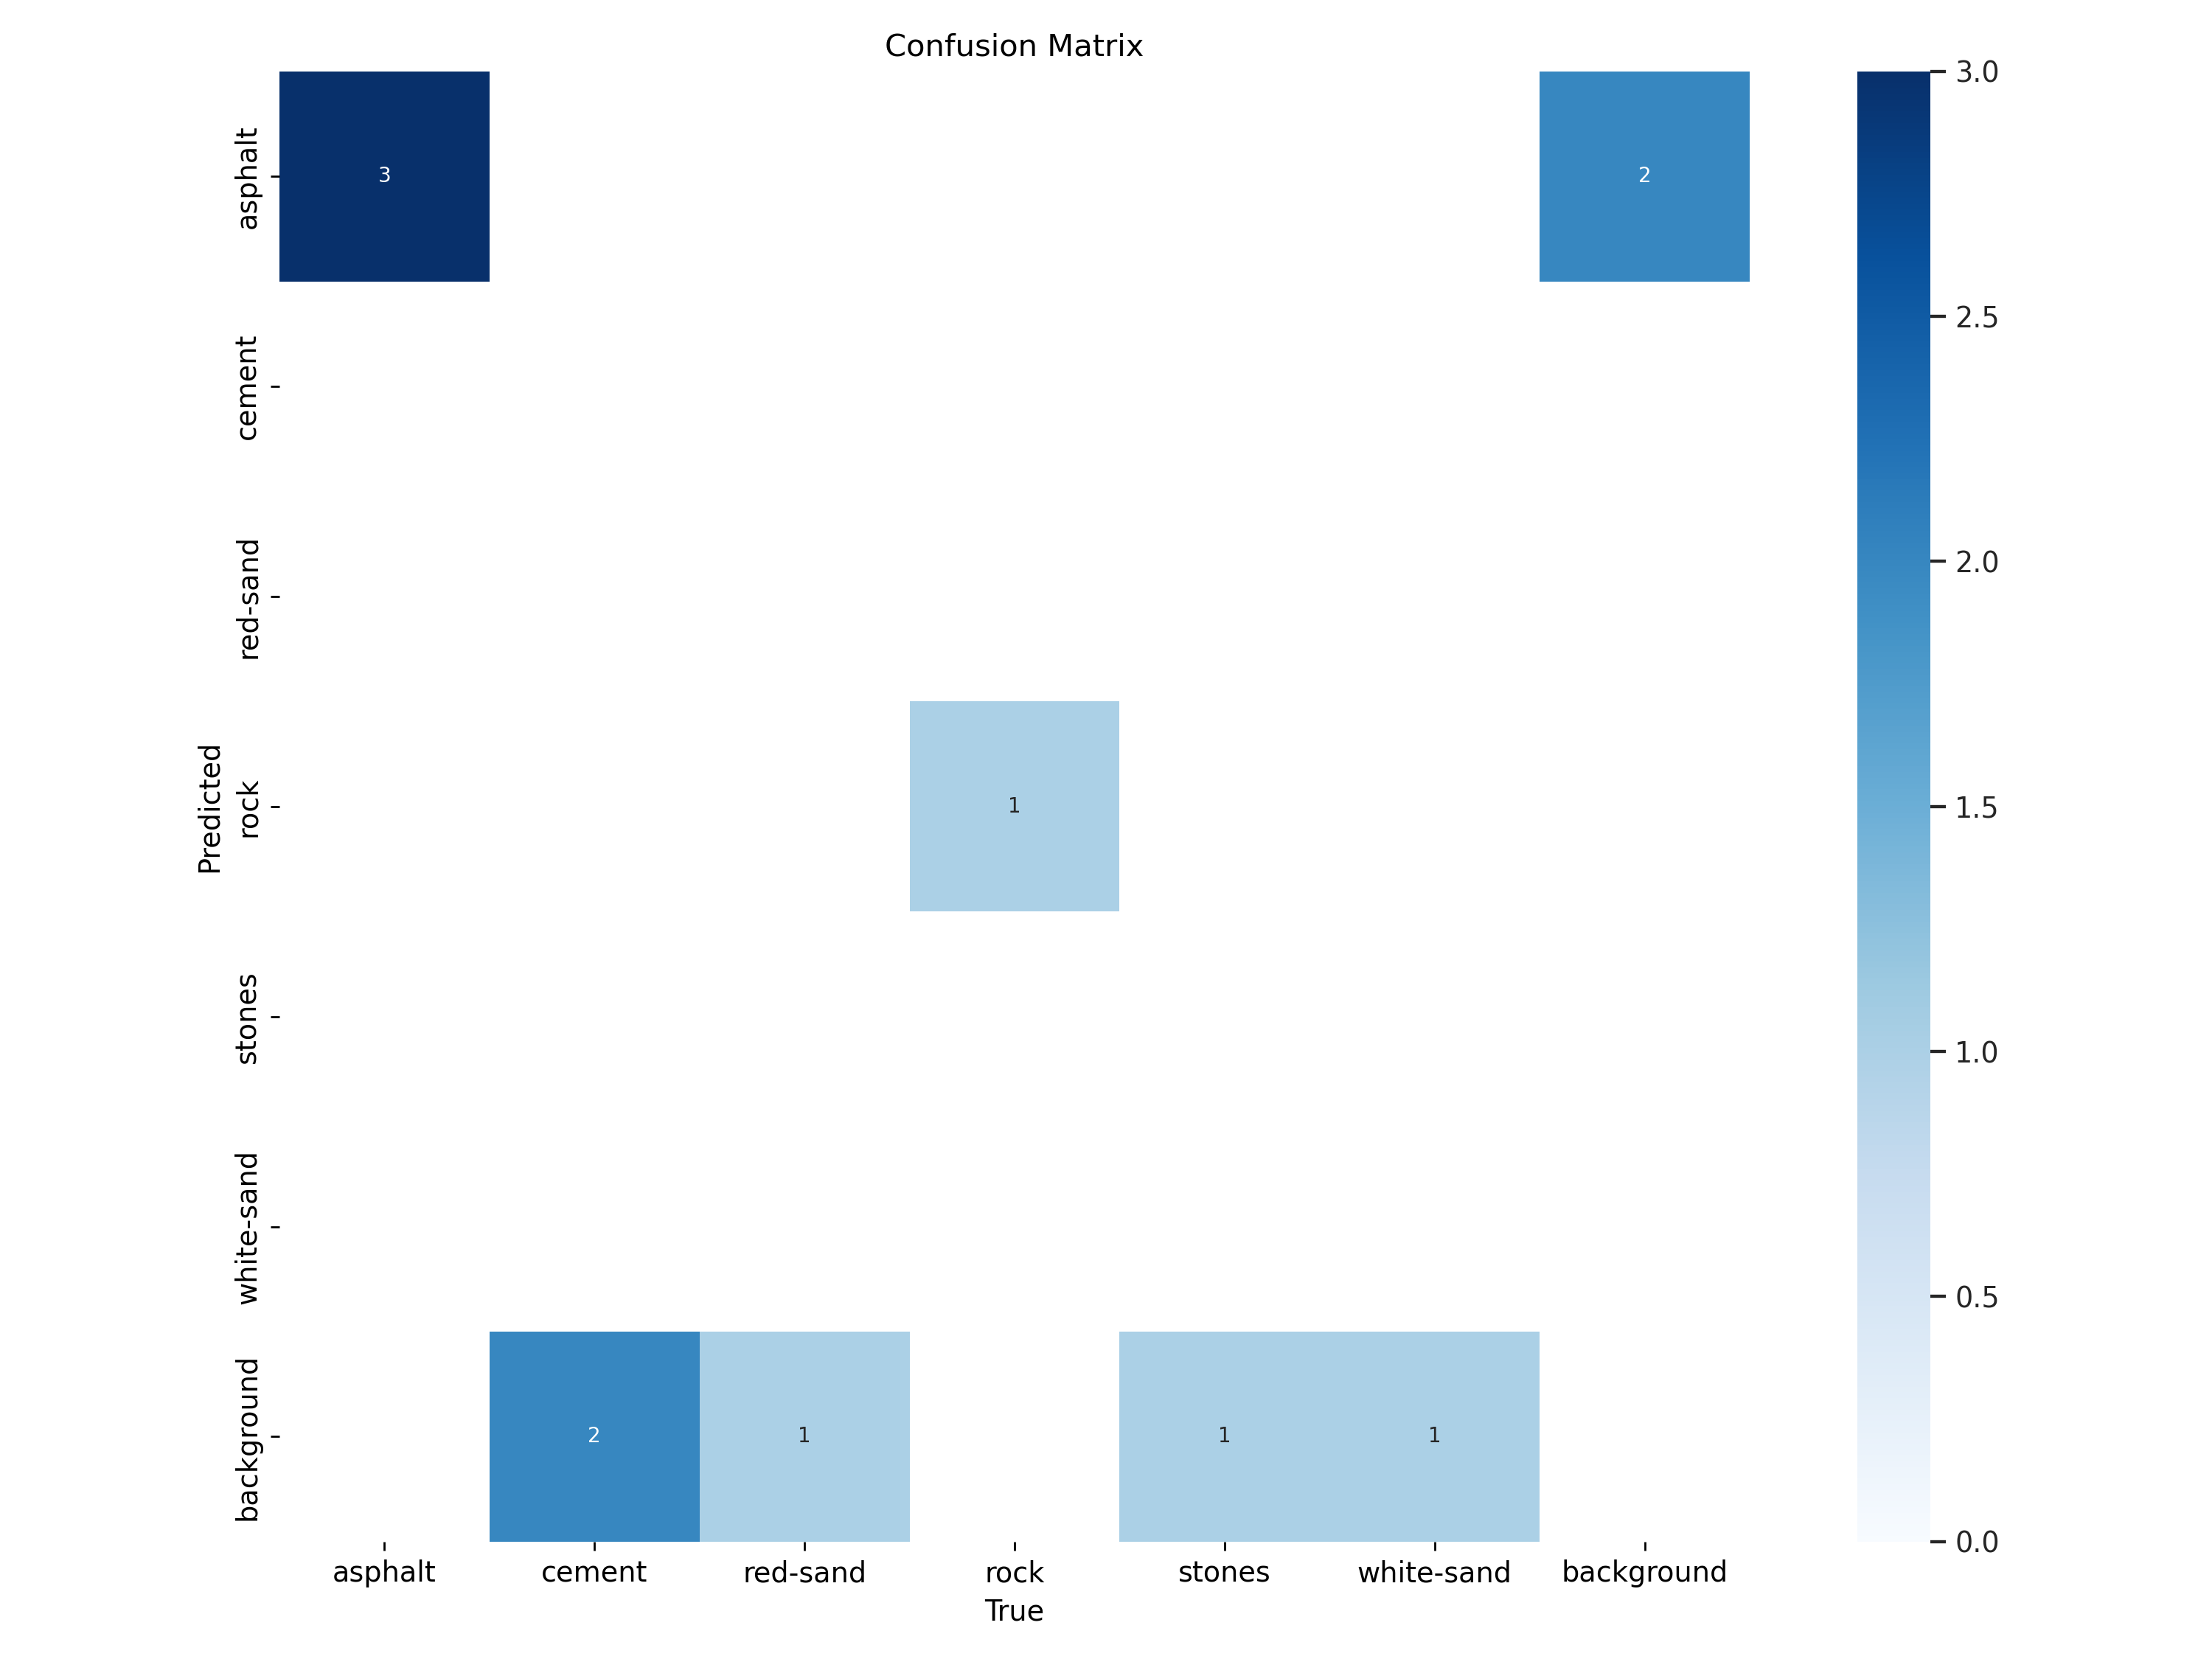 Confusion Matrix
asphalt
cement
red-sand
rock
stones
white-sand
background
Predicted
3
2
1
2
1
1
1
asphalt
cement
red-sand
rock
stones
white-sand
background
True
3.0
2.5
2.0
1.5
1.0
0.5
0.0